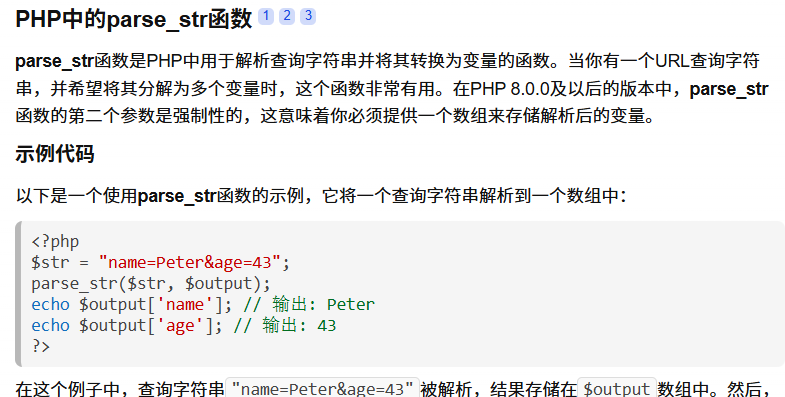 PHP中的parse_str函数 1 2 3
parse_str函数是PHP中用于解析查询字符串并将其转换为变量的函数。当你有一个URL查询字符
串，并希望将其分解为多个变量时，这个函数非常有用。在PHP 8.0.0及以后的版本中，parse_str
函数的第二个参数是强制性的，这意味着你必须提供一个数组来存储解析后的变量。
示例代码
以下是一个使用parse_str函数的示例，它将一个查询字符串解析到一个数组中：
<?php
$str = "name=Peter&age=43";
parse_str($str, $output);
echo $output['name']; // 输出: Peter
echo $output['age']; // 输出: 43
?>
在这个例子中，查询字符串"name=Peter&age=43"被解析，结果存储在$output数组中。然后，